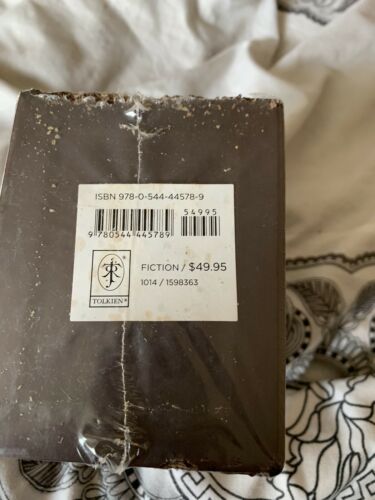 ISBN 978-0-544-44578-9
54995
9 780544 445789
FICTION / $49.95
1014 / 1598363
TOLKIEN®